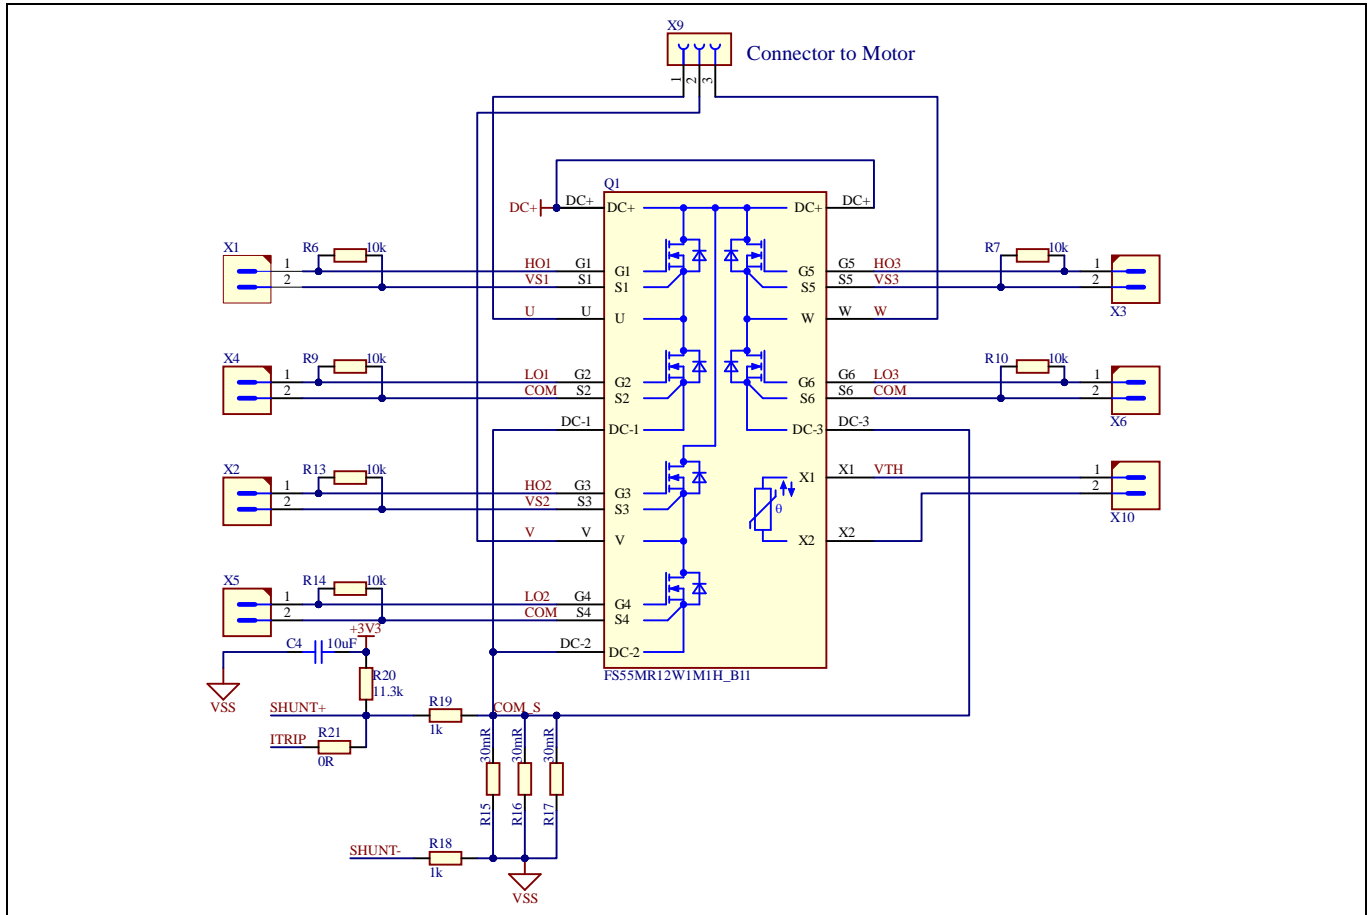 X9
Connector to Motor
1 2 3
Q1
DC+ DC+ DC+ DC+ DC+
X1 R6 10k R7 10k
1 HO1 G1 G1 G5 G5 HO3 1
2 VS1 S1 S1 S5 S5 VS3 2
X3
U U U W W W
X4 R9 10k R10 10k
1 LO1 G2 G2 G6 G6 LO3 1
2 COM S2 S2 S6 S6 COM 2
X6
DC-1 DC-1 DC-3 DC-3
X2 R13 10k
X1 X1 VTH 1
1 HO2 G3 G3 2
2 VS2 S3 S3 θ
X10
V V V X2 X2
X5 R14 10k
1 LO2 G4 G4
2 COM S4 S4
+3V3
C4 10uF
DC-2 DC-2
R20
11.3k
FS55MR12W1M1H_B11
VSS
SHUNT+ R19 COM_S
1k
ITRIP R21
0R
30mR 30mR 30mR
R15 R16 R17
SHUNT- R18
1k
VSS